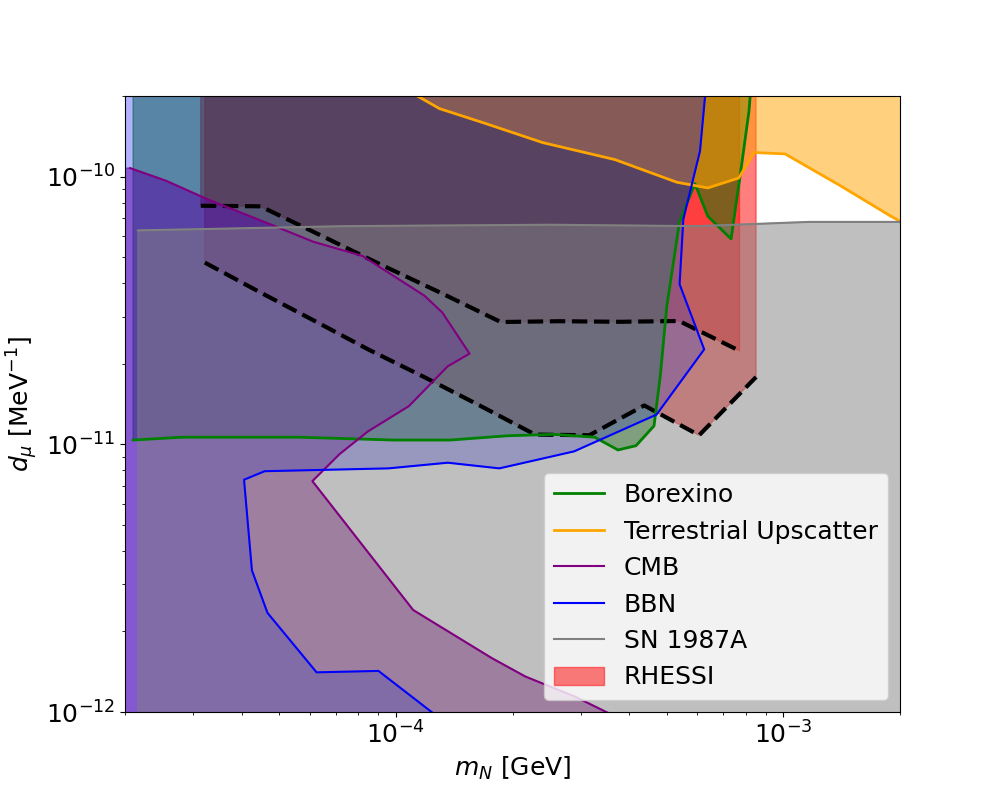 10⁻¹⁰
10⁻¹¹
10⁻¹²
d_μ [MeV⁻¹]
10⁻⁴
10⁻³
m_N [GeV]
Borexino
Terrestrial Upscatter
CMB
BBN
SN 1987A
RHESSI